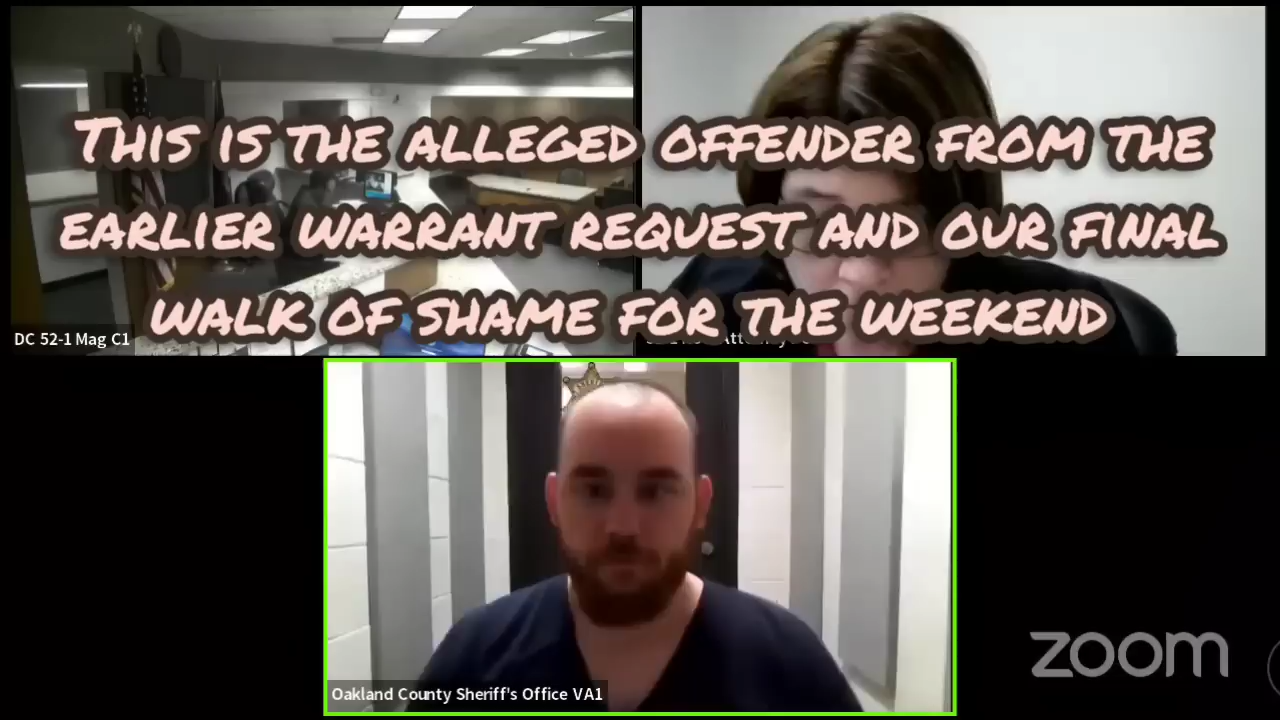 THIS IS THE ALLEGED OFFENDER FROM THE
EARLIER WARRANT REQUEST AND OUR FINAL
WALK OF SHAME FOR THE WEEKEND
DC 52-1 Mag C1
Oakland County Sheriff's Office VA1
zoom